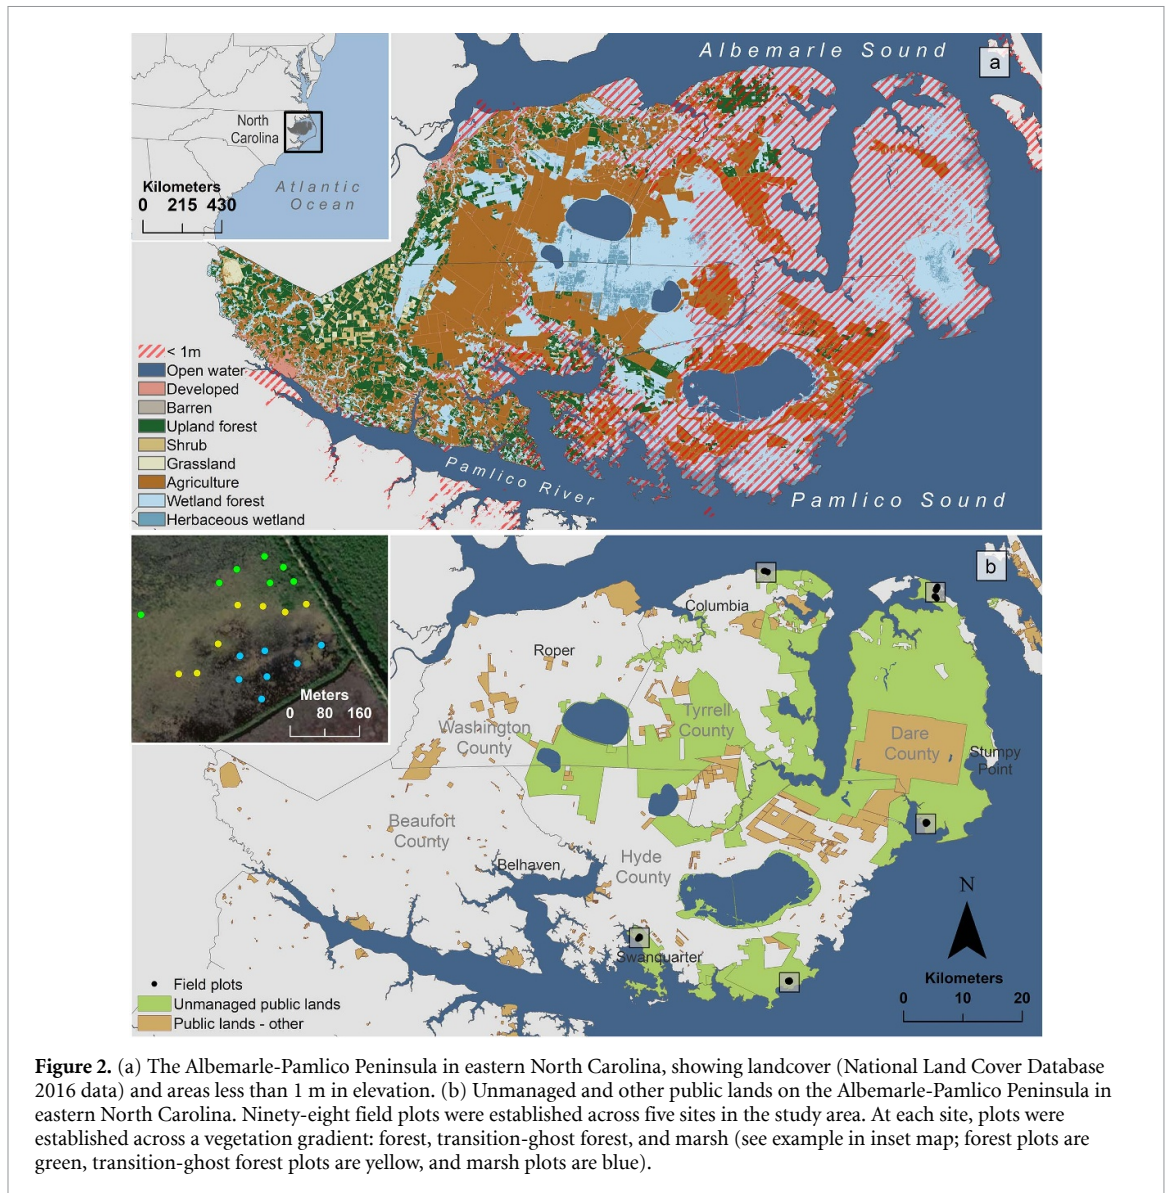 Albemarle Sound
a
North
Carolina
Kilometers
0 215 430
Atlantic
Ocean
< 1m
Open water
Developed
Barren
Upland forest
Shrub
Grassland
Agriculture
Wetland forest
Herbaceous wetland
Pamlico River
Pamlico Sound
b
Meters
0 80 160
Columbia
Roper
Washington
County
Tyrrell
County
Dare
County
Stumpy
Point
Beaufort
County
Belhaven
Hyde
County
Swanquarter
N
Kilometers
0 10 20
Field plots
Unmanaged public lands
Public lands - other
Figure 2. (a) The Albemarle-Pamlico Peninsula in eastern North Carolina, showing landcover (National Land Cover Database
2016 data) and areas less than 1 m in elevation. (b) Unmanaged and other public lands on the Albemarle-Pamlico Peninsula in
eastern North Carolina. Ninety-eight field plots were established across five sites in the study area. At each site, plots were
established across a vegetation gradient: forest, transition-ghost forest, and marsh (see example in inset map; forest plots are
green, transition-ghost forest plots are yellow, and marsh plots are blue).